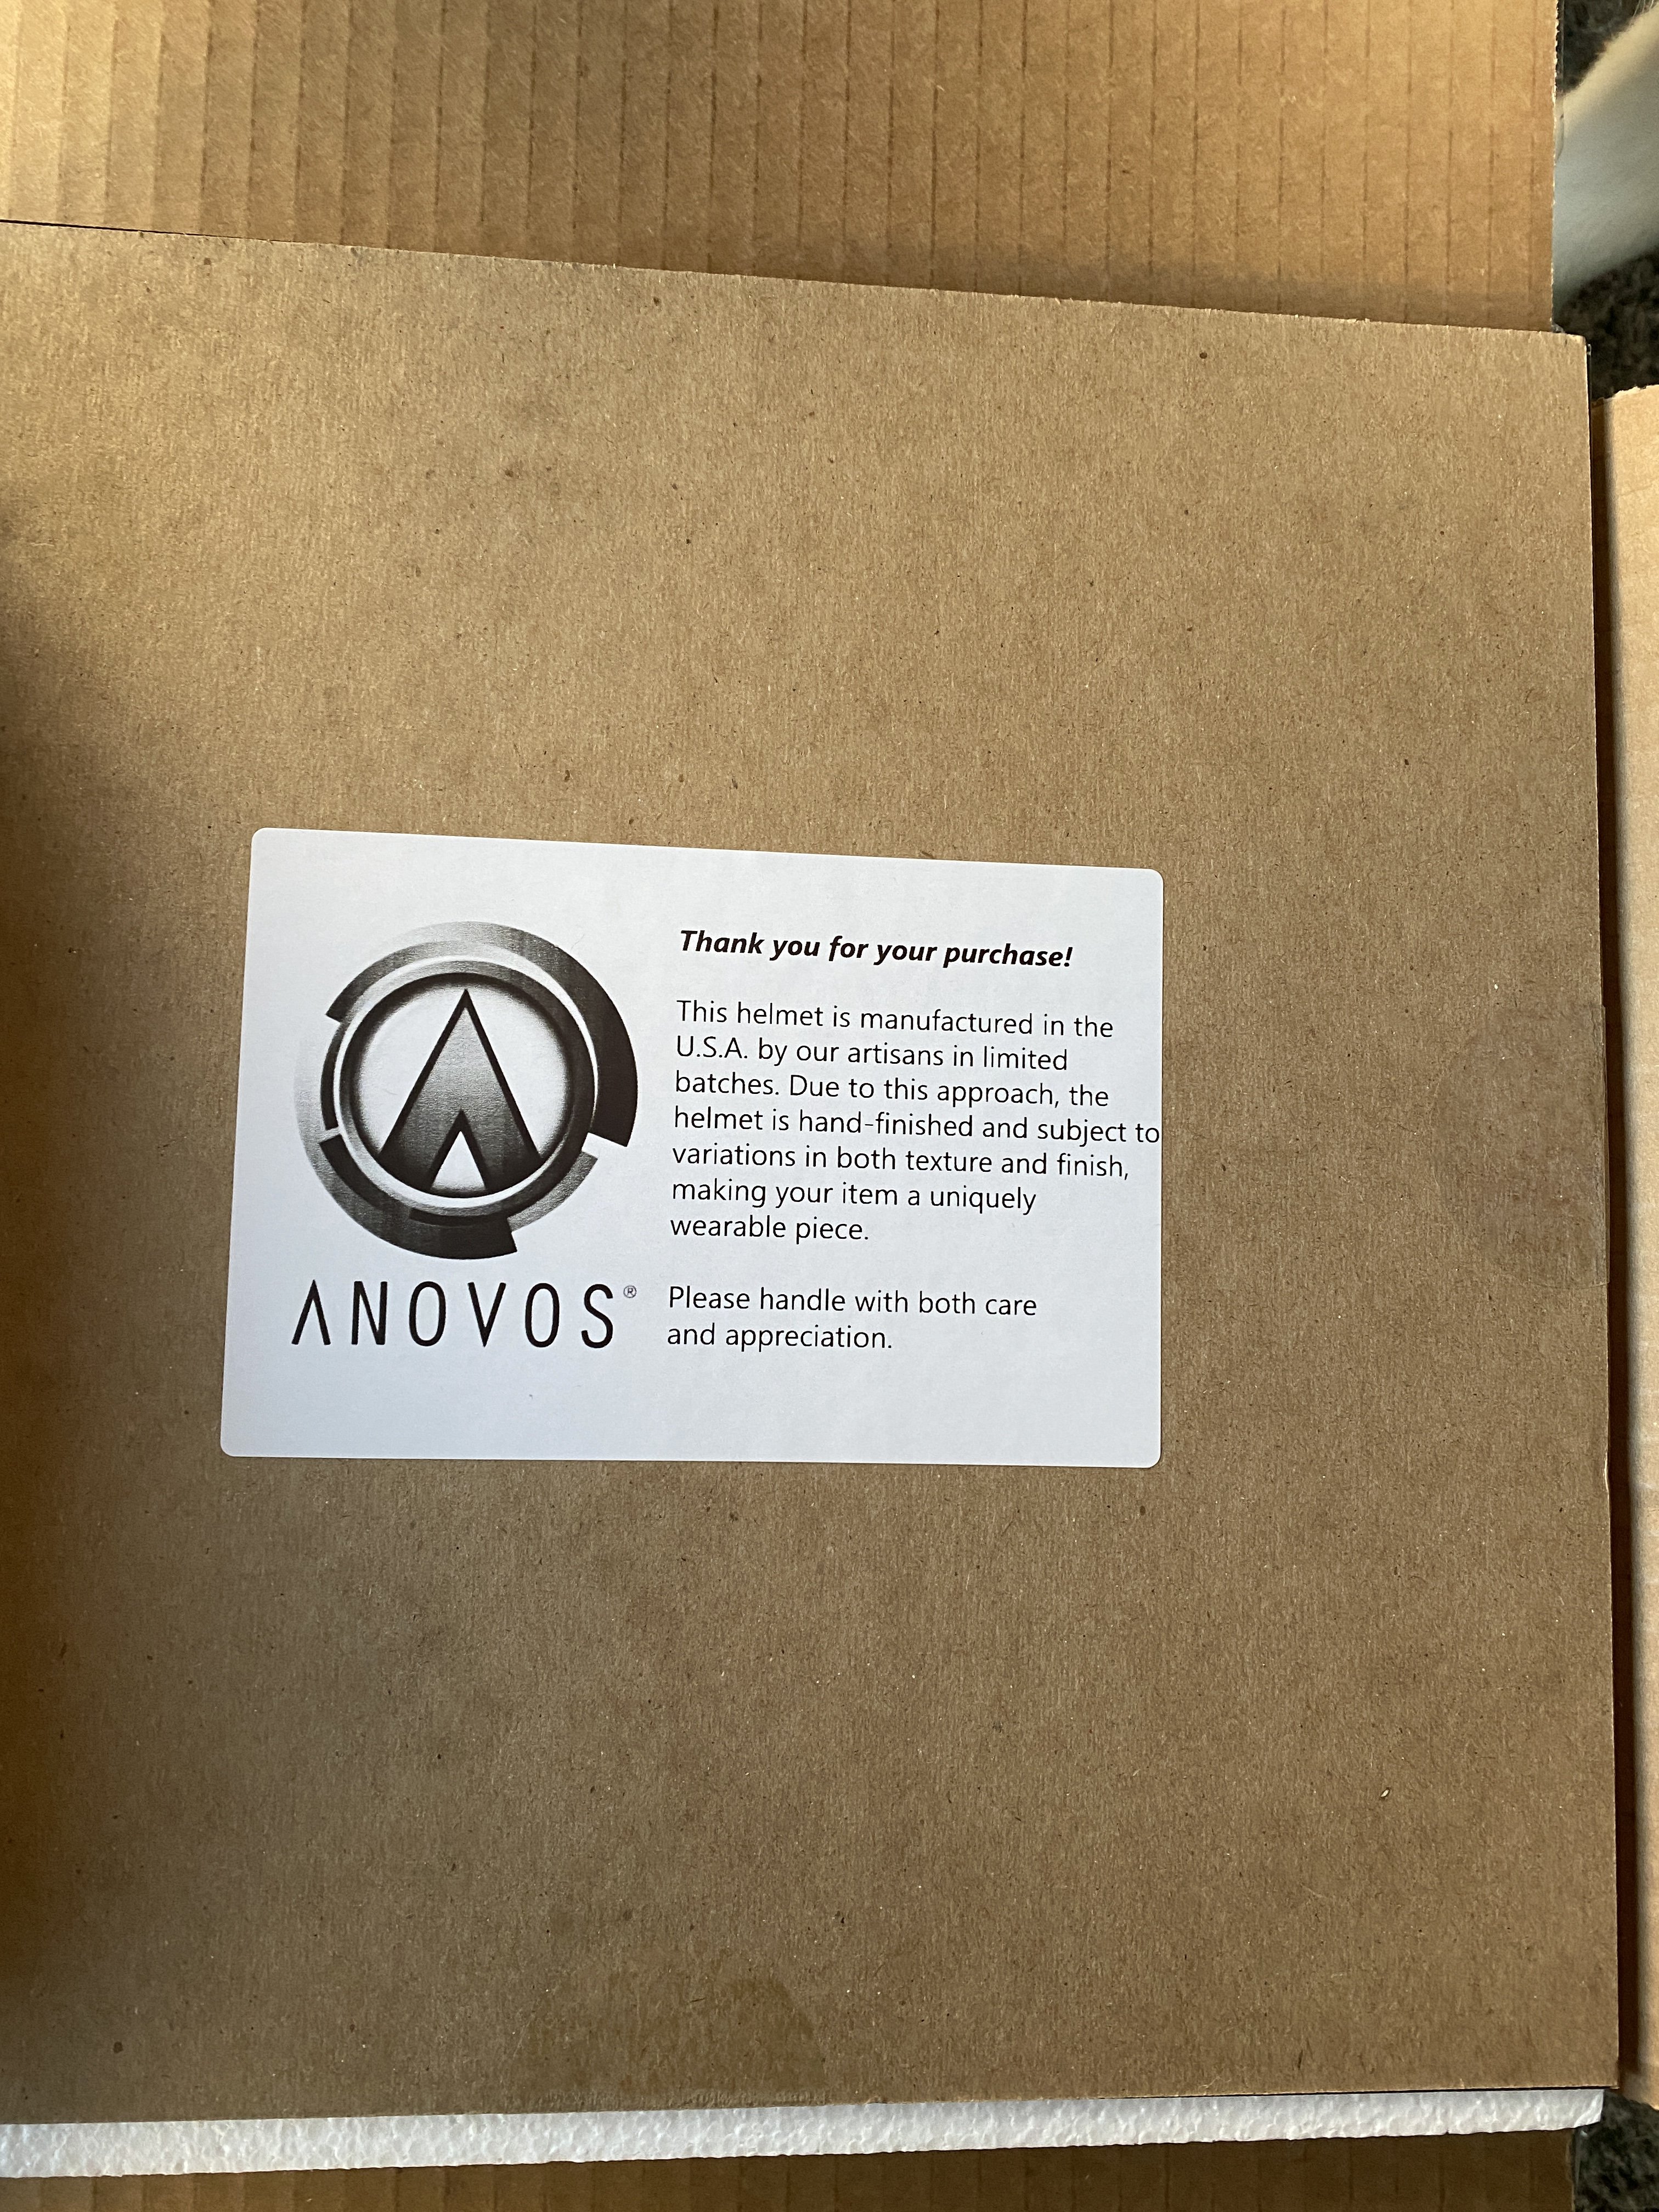 Thank you for your purchase!
This helmet is manufactured in the
U.S.A. by our artisans in limited
batches. Due to this approach, the
helmet is hand-finished and subject to
variations in both texture and finish,
making your item a uniquely
wearable piece.
Please handle with both care
and appreciation.
ANOVOS®